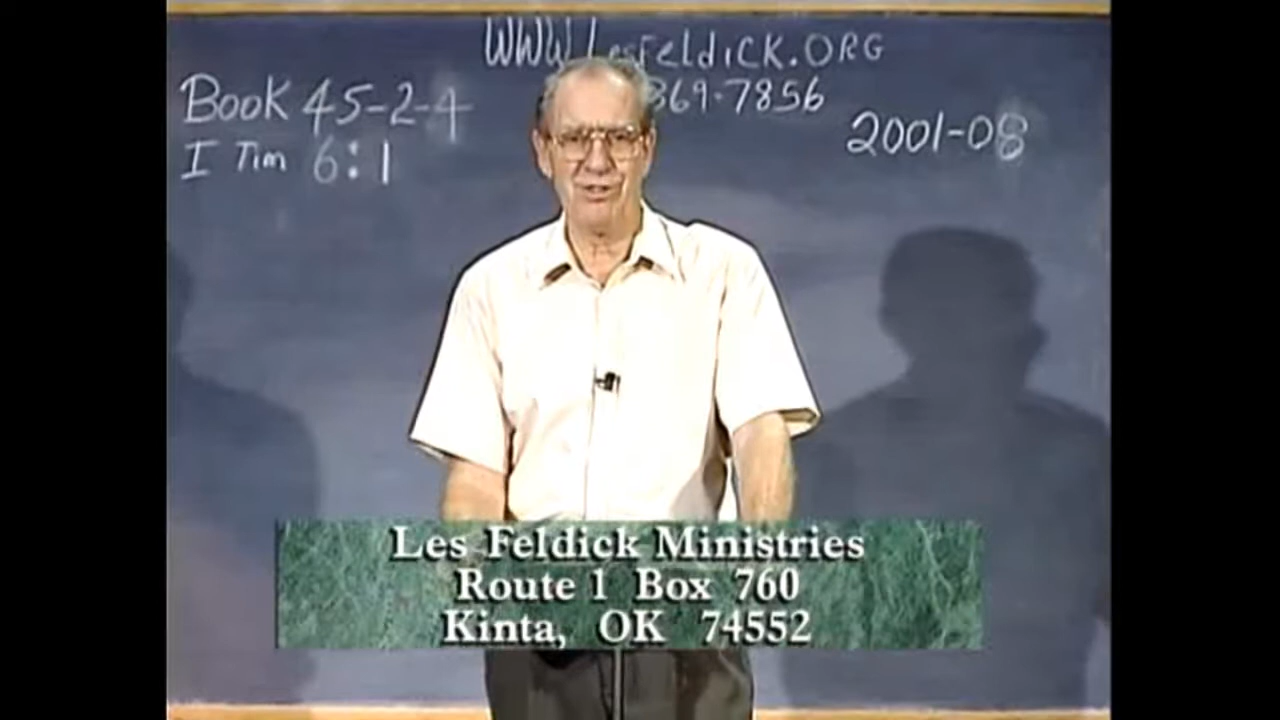 WWW.LesFeldick.ORG
Book 45-2-4
869-7856
2001-08
I Tim 6:1
Les Feldick Ministries
Route 1 Box 760
Kinta, OK 74552